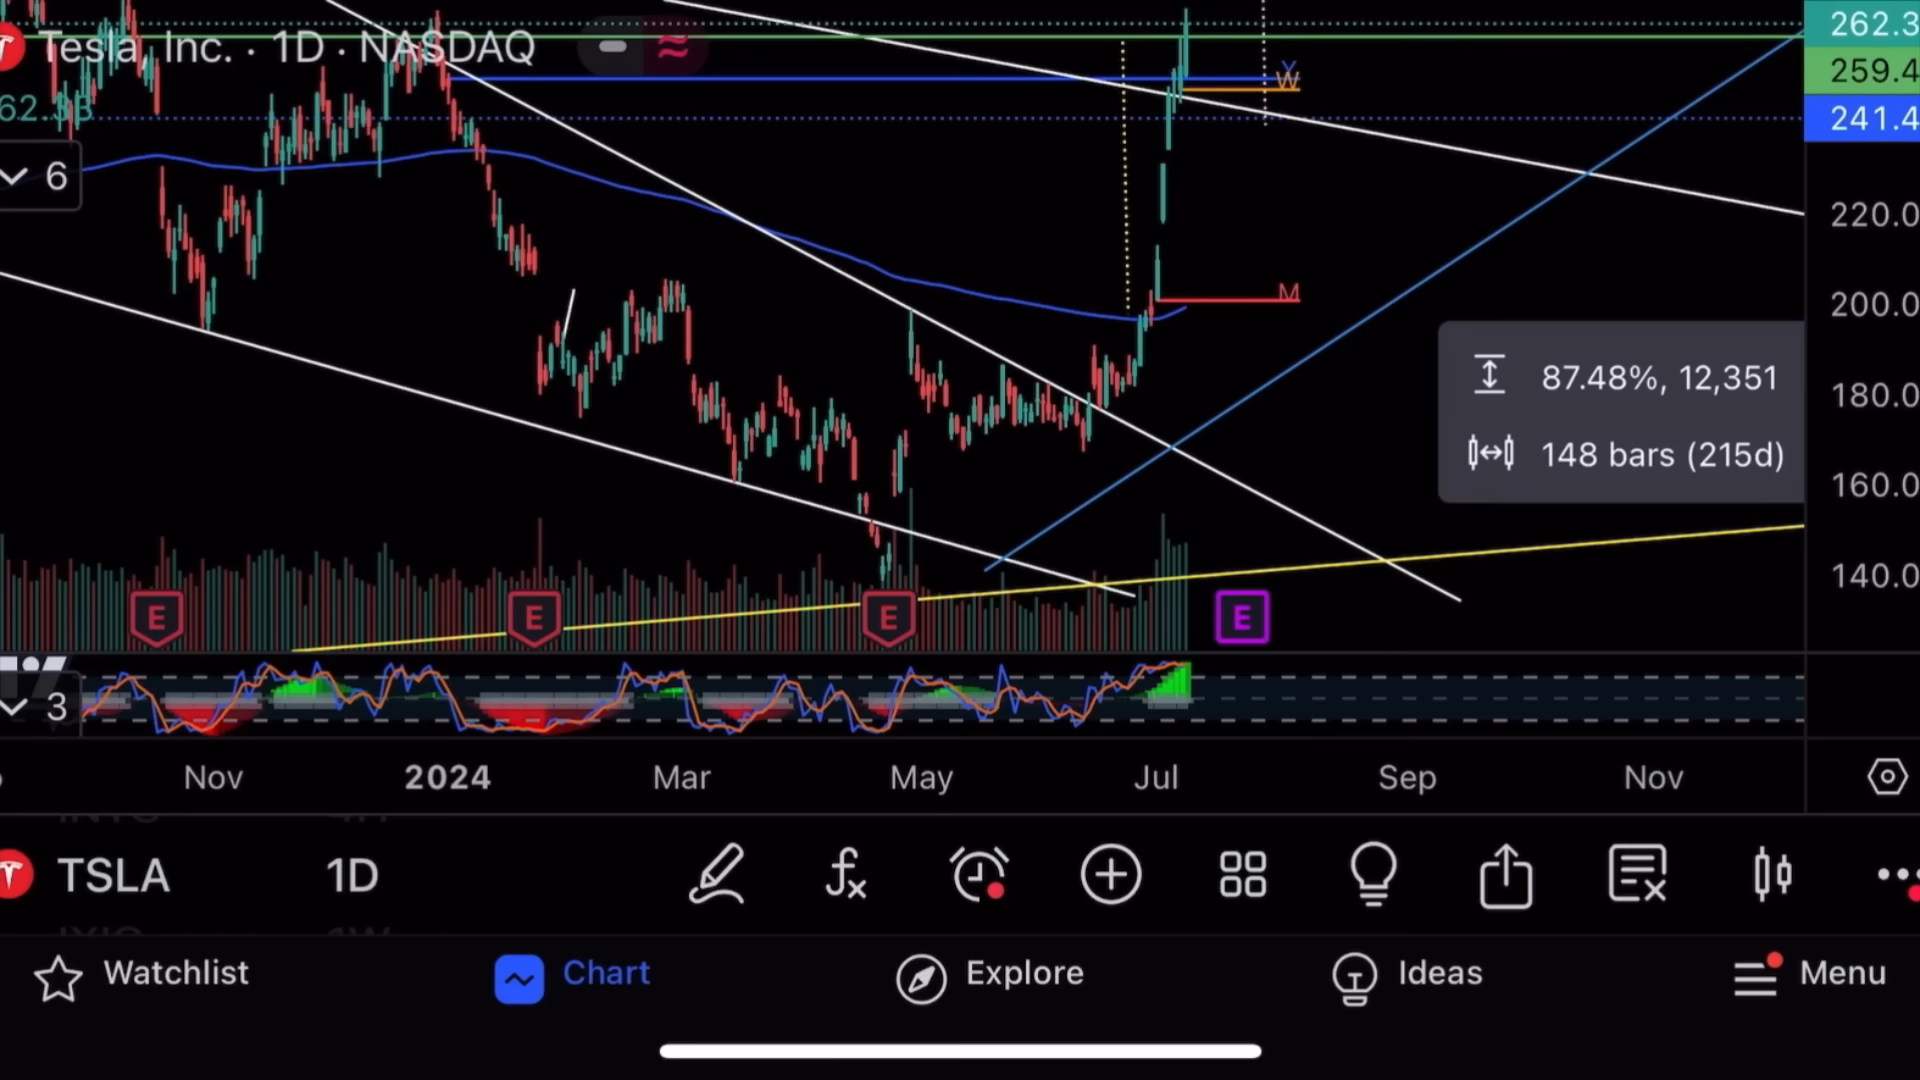 Tesla, Inc. · 1D · NASDAQ
262.3
259.4
241.4
Y
W
6
220.0
M
200.0
87.48%, 12,351
180.0
148 bars (215d)
160.0
140.0
E
E
E
E
3
Nov
2024
Mar
May
Jul
Sep
Nov
TSLA
1D
Watchlist
Chart
Explore
Ideas
Menu